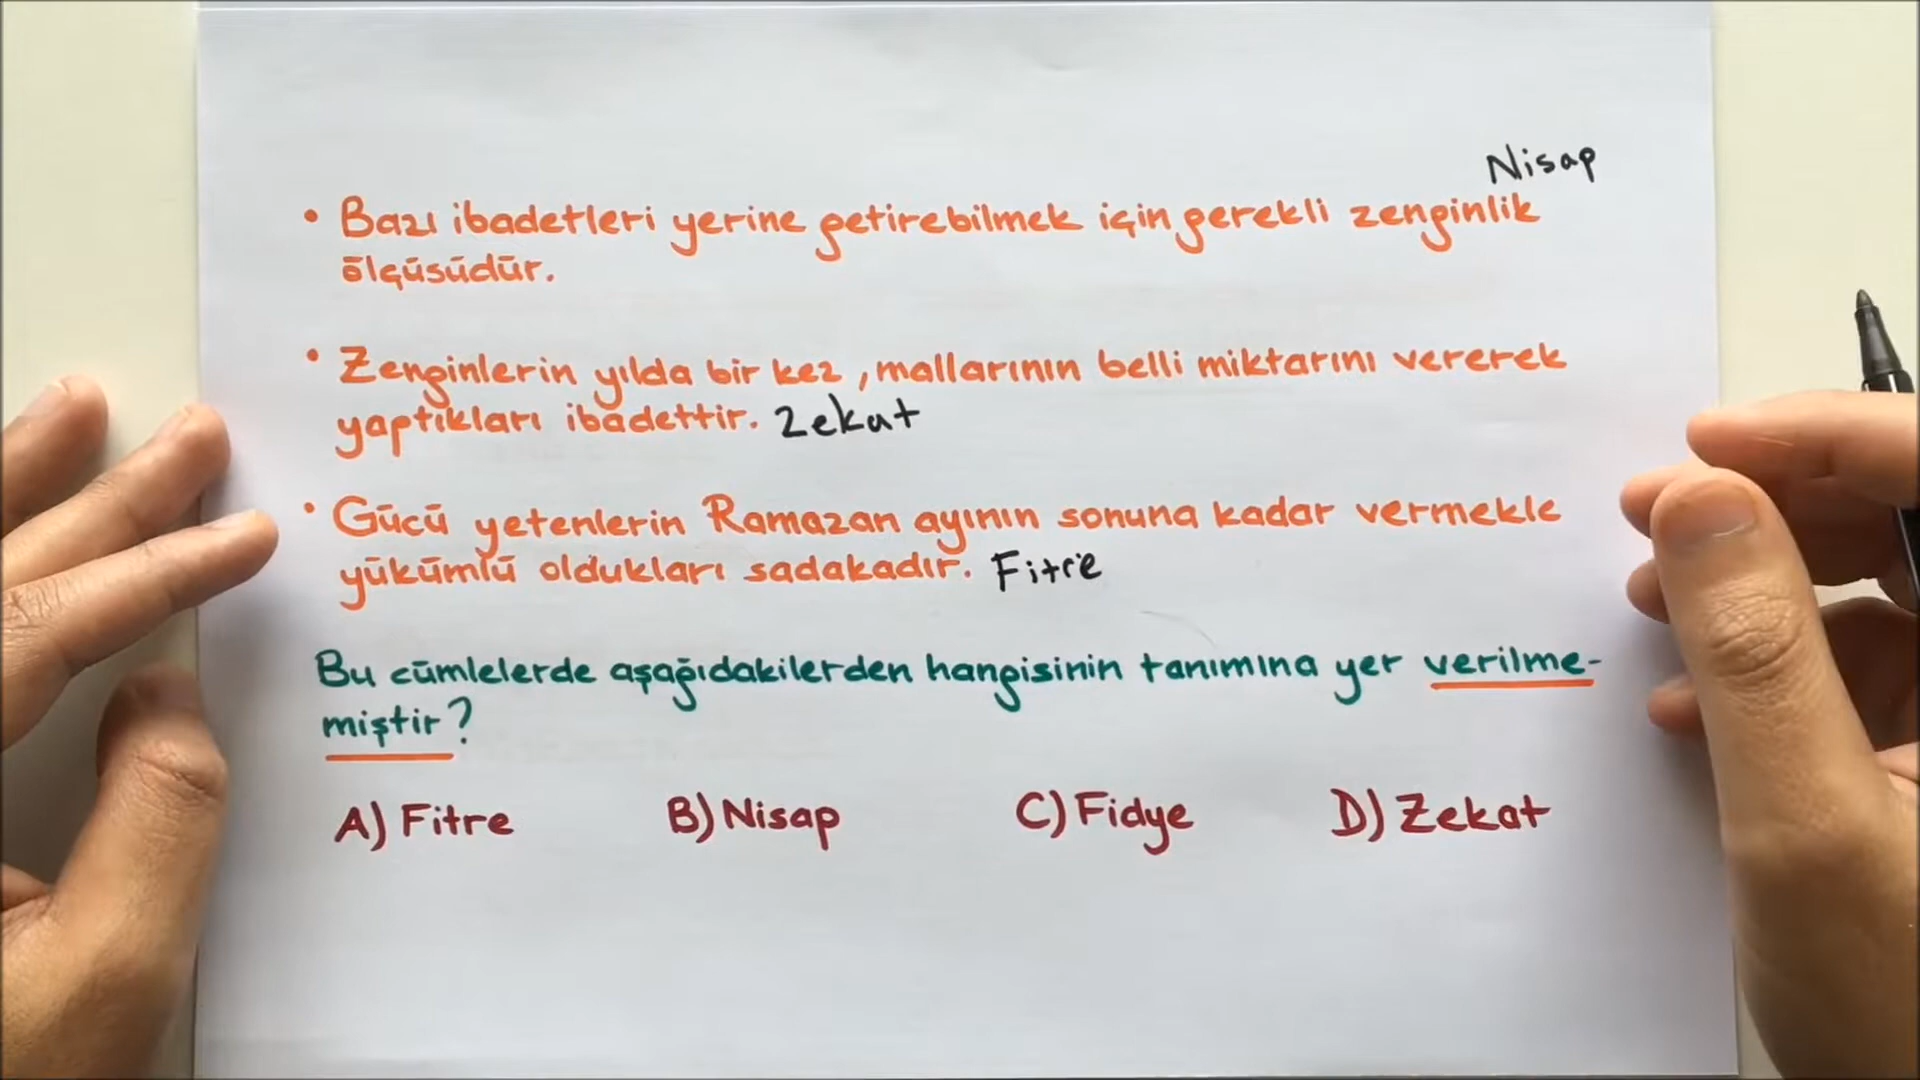 Nisap
• Bazı ibadetleri yerine getirebilmek için gerekli zenginlik
ölçüsüdür.
• Zenginlerin yılda bir kez, mallarının belli miktarını vererek
yaptıkları ibadettir. Zekat
• Gücü yetenlerin Ramazan ayının sonuna kadar vermekle
yükümlü oldukları sadakadır. Fitre
Bu cümlelerde aşağıdakilerden hangisinin tanımına yer verilme-
miştir?
A) Fitre B) Nisap C) Fidye D) Zekat